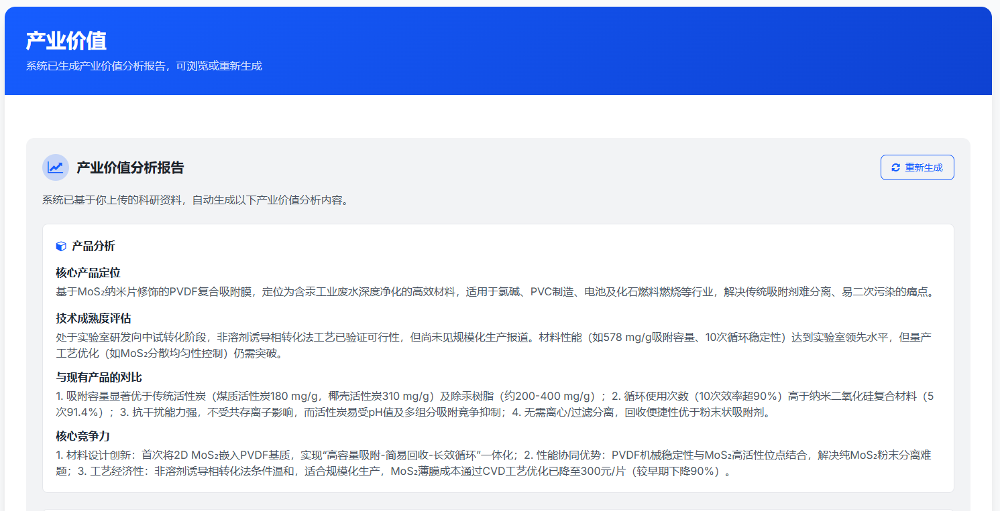 产业价值
系统已生成产业价值分析报告，可浏览或重新生成
产业价值分析报告
重新生成
系统已基于你上传的科研资料，自动生成以下产业价值分析内容。
产品分析
核心产品定位
基于MoS₂纳米片修饰的PVDF复合吸附膜，定位为含汞工业废水深度净化的高效材料，适用于氯碱、PVC制造、电池及化石燃料燃烧等行业，解决传统吸附剂难分离、易二次污染的痛点。
技术成熟度评估
处于实验室研发向中试转化阶段，非溶剂诱导相转化法工艺已验证可行性，但尚未见规模化生产报道。材料性能（如578 mg/g吸附容量、10次循环稳定性）达到实验室领先水平，但量产
工艺优化（如MoS₂分散均匀性控制）仍需突破。
与现有产品的对比
1. 吸附容量显著优于传统活性炭（煤质活性炭180 mg/g，椰壳活性炭310 mg/g）及除汞树脂（约200-400 mg/g）；2. 循环使用次数（10次效率超90%）高于纳米二氧化硅复合材料（5
次91.4%）；3. 抗干扰能力强，不受共存离子影响，而活性炭易受pH值及多组分吸附竞争抑制；4. 无需离心/过滤分离，回收便捷性优于粉末状吸附剂。
核心竞争力
1. 材料设计创新：首次将2D MoS₂嵌入PVDF基质，实现“高容量吸附-简易回收-长效循环”一体化；2. 性能协同优势：PVDF机械稳定性与MoS₂高活性位点结合，解决纯MoS₂粉末分离难
题；3. 工艺经济性：非溶剂诱导相转化法条件温和，适合规模化生产，MoS₂薄膜成本通过CVD工艺优化已降至300元/片（较早期下降90%）。